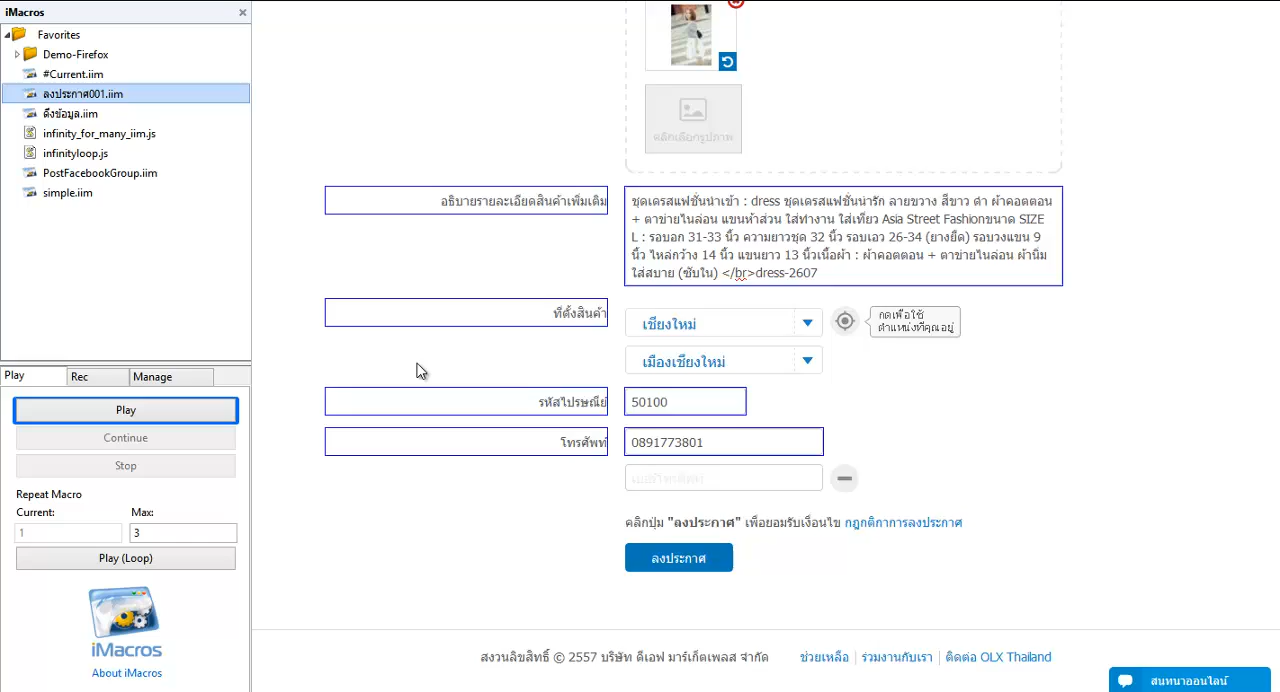 iMacros
Favorites
Demo-Firefox
#Current.iim
ลงประกาศ001.iim
ดึงข้อมูล.iim
infinity_for_many_iim.js
infinityloop.js
PostFacebookGroup.iim
simple.iim
Play
Rec
Manage
Play
Continue
Stop
Repeat Macro
Current:
Max:
1
3
Play (Loop)
iMacros
About iMacros
คลิกเลือกรูปภาพ
อธิบายรายละเอียดสินค้าเพิ่มเติม
ชุดเดรสแฟชั่นนำเข้า : dress ชุดเดรสแฟชั่นน่ารัก ลายขวาง สีขาว ดำ ผ้าคอตตอน
+ ตาข่ายไนล่อน แขนห้าส่วน ใส่ทำงาน ใส่เที่ยว Asia Street Fashionขนาด SIZE
L : รอบอก 31-33 นิ้ว ความยาวชุด 32 นิ้ว รอบเอว 26-34 (ยางยืด) รอบวงแขน 9
นิ้ว ไหล่กว้าง 14 นิ้ว แขนยาว 13 นิ้วเนื้อผ้า : ผ้าคอตตอน + ตาข่ายไนล่อน ผ้านิ่ม
ใส่สบาย (ซับใน) </br>dress-2607
ที่ตั้งสินค้า
เชียงใหม่
กดเพื่อใช้
ตำแหน่งที่คุณอยู่
เมืองเชียงใหม่
รหัสไปรษณีย์
50100
โทรศัพท์
0891773801
เบอร์โทรศัพท์
คลิกปุ่ม "ลงประกาศ" เพื่อยอมรับเงื่อนไข กฎกติกาการลงประกาศ
ลงประกาศ
สงวนลิขสิทธิ์ © 2557 บริษัท ดีเอฟ มาร์เก็ตเพลส จำกัด
ช่วยเหลือ
ร่วมงานกับเรา
ติดต่อ OLX Thailand
สนทนาออนไลน์